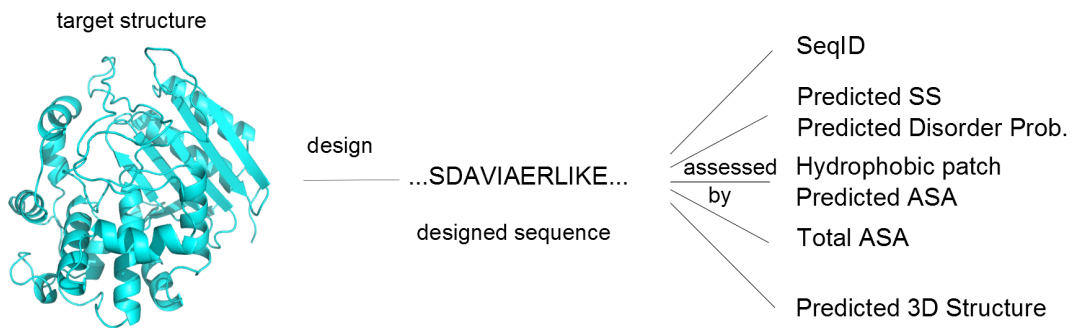 target structure
design
...SDAVIAERLIKE...
designed sequence
assessed
by
SeqID
Predicted SS
Predicted Disorder Prob.
Hydrophobic patch
Predicted ASA
Total ASA
Predicted 3D Structure